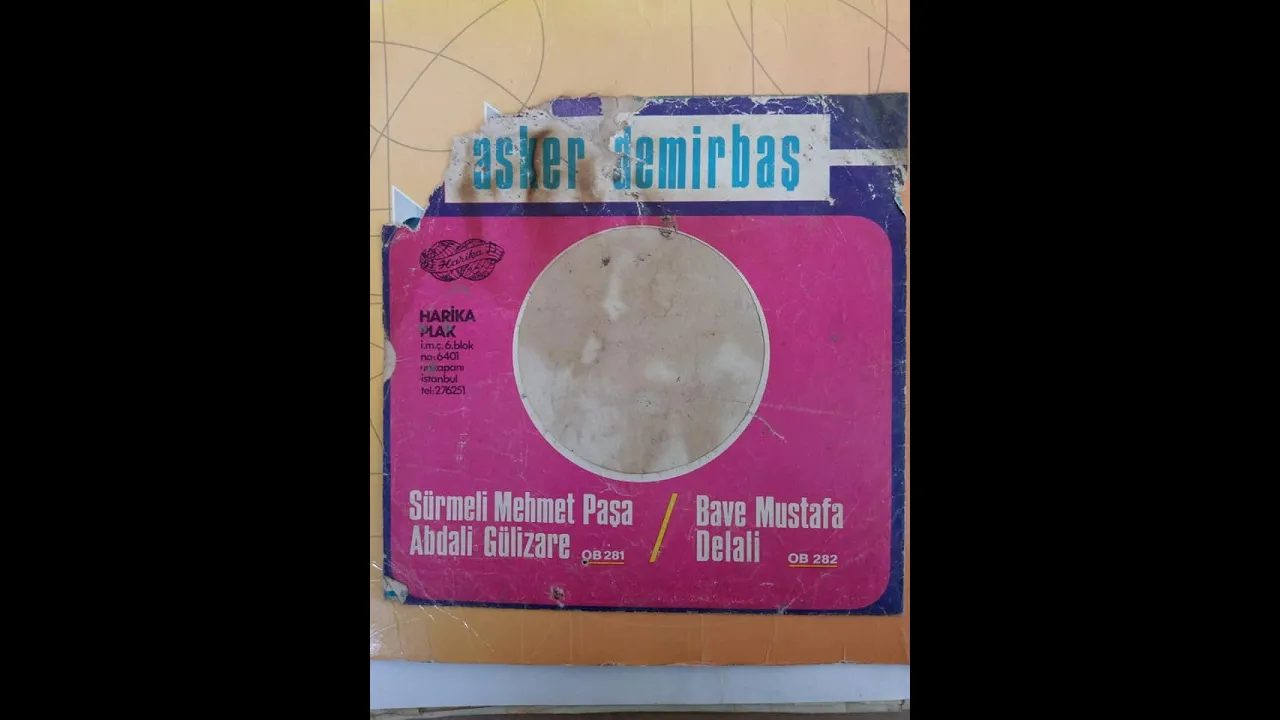 asker demirbaş
Harika
HARİKA
PLAK
i.m.ç. 6.blok
no:6401
unkapanı
istanbul
tel:276251
Sürmeli Mehmet Paşa
Abdali Gülizare OB 281
/
Bave Mustafa
Delali OB 282